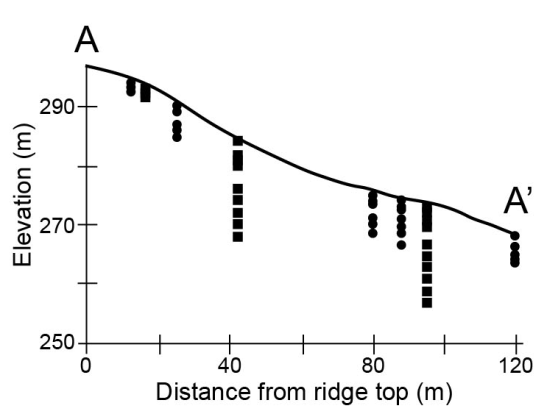 A
290
270
250
Elevation (m)
A’
0 40 80 120
Distance from ridge top (m)